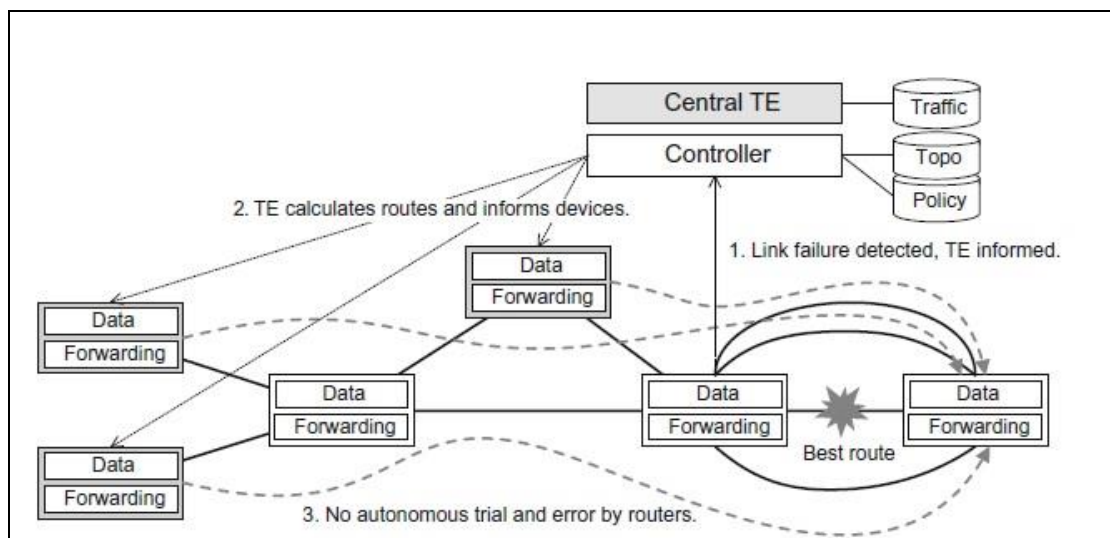 Central TE
Traffic
Controller
Topo
Policy
2. TE calculates routes and informs devices.
1. Link failure detected, TE informed.
Data
Forwarding
Data
Forwarding
Data
Forwarding
Data
Forwarding
Data
Forwarding
Best route
Data
Forwarding
3. No autonomous trial and error by routers.